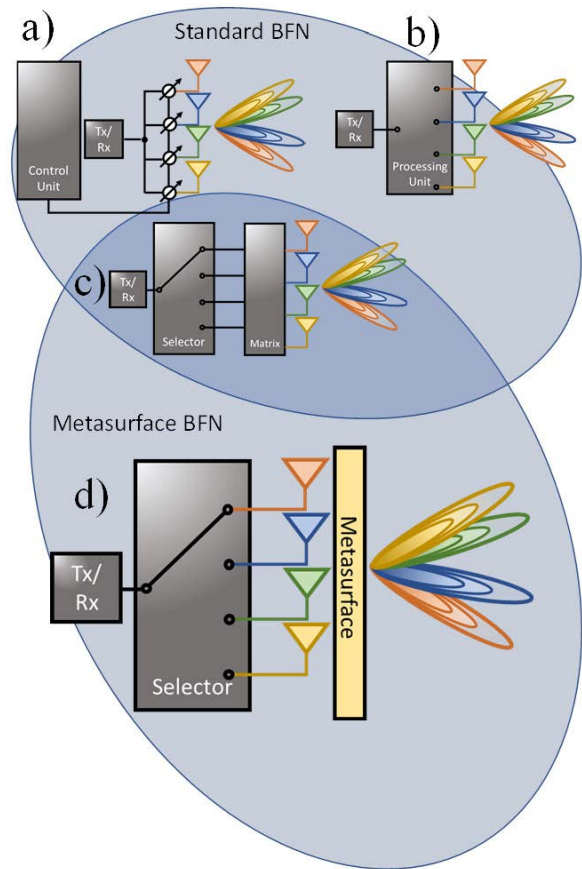 a)
Standard BFN
b)
Tx/
Rx
Control
Unit
Tx/
Rx
Processing
Unit
c)
Tx/
Rx
Selector
Matrix
Metasurface BFN
d)
Tx/
Rx
Selector
Metasurface